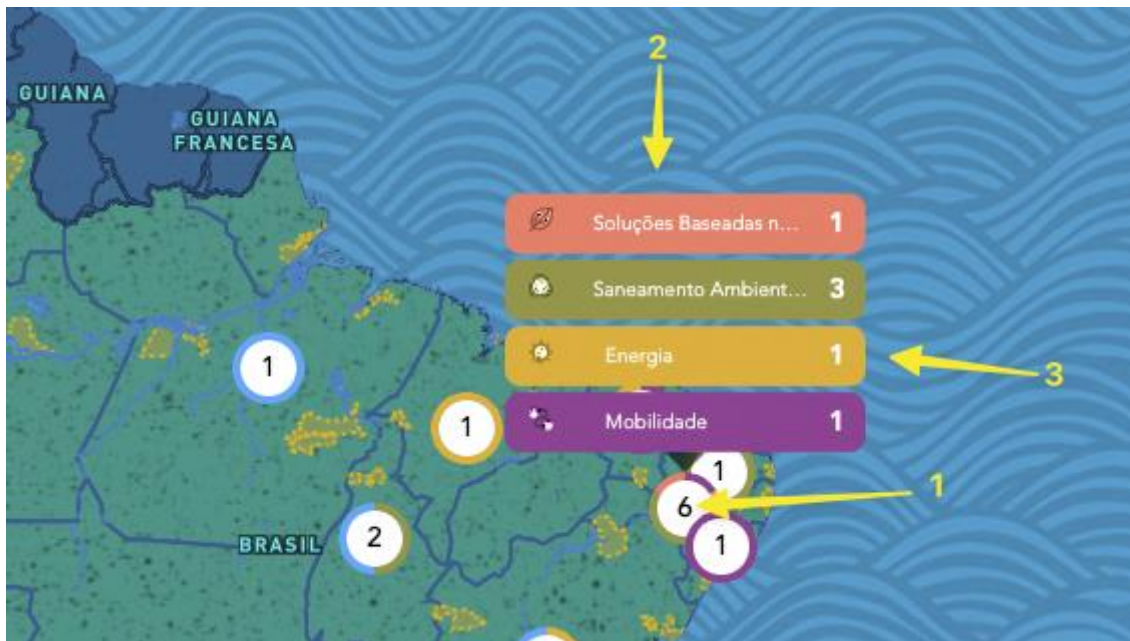 2
GUIANA
GUIANA
FRANCESA
Soluções Baseadas n... 1
Saneamento Ambient... 3
Energia 1
3
Mobilidade 1
1
1
1
1
6
1
BRASIL
2